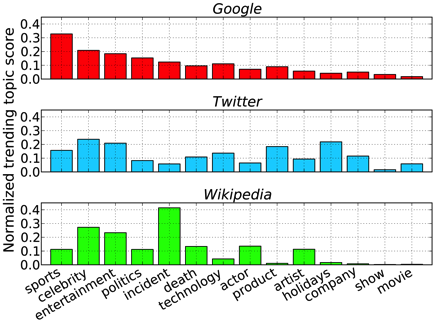 Google
0.4
0.3
0.2
0.1
0.0
Twitter
0.4
0.3
0.2
0.1
0.0
Wikipedia
0.4
0.3
0.2
0.1
0.0
Normalized trending topic score
sports
celebrity
entertainment
politics
incident
death
technology
actor
product
artist
holidays
company
show
movie